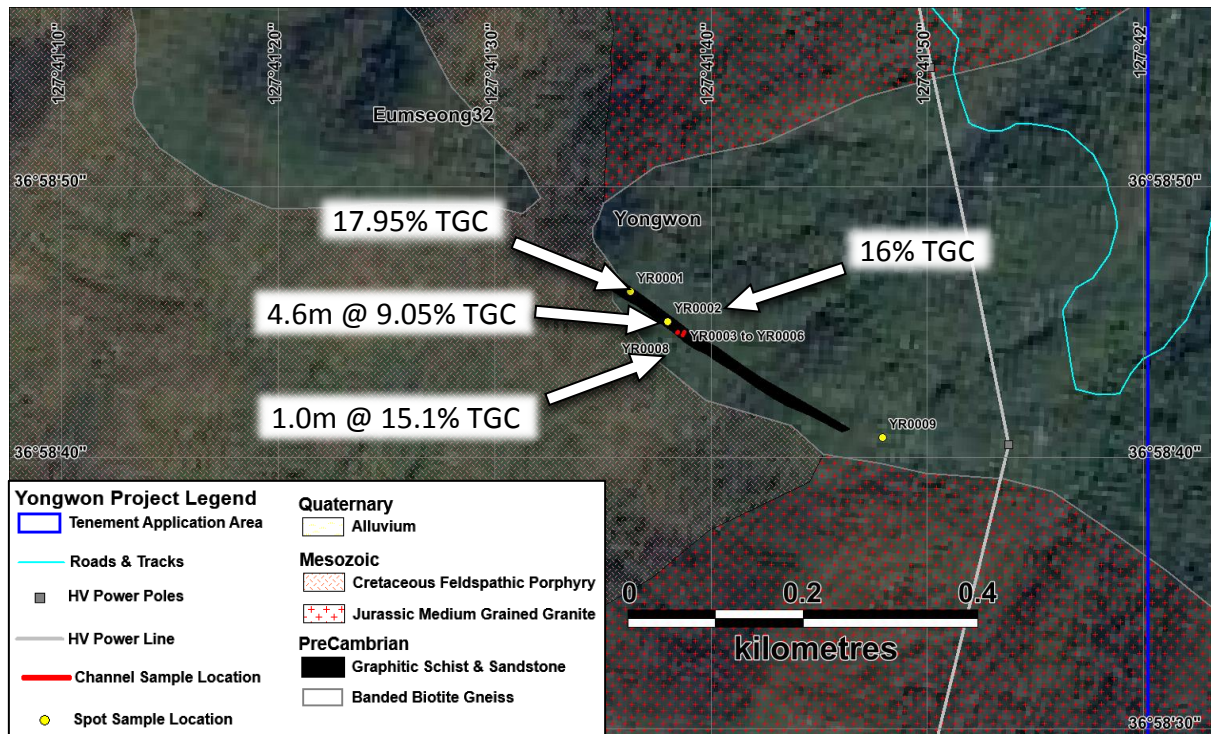 127°41'10"
127°41'20"
127°41'30"
127°41'40"
127°41'50"
127°42'
Eumseong32
36°58'50"
36°58'50"
17.95% TGC
Yongwon
16% TGC
YR0001
4.6m @ 9.05% TGC
YR0002
YR0003 to YR0006
YR0008
1.0m @ 15.1% TGC
YR0009
36°58'40"
36°58'40"
Yongwon Project Legend
Tenement Application Area
Roads & Tracks
HV Power Poles
HV Power Line
Channel Sample Location
Spot Sample Location
Quaternary
Alluvium
Mesozoic
Cretaceous Feldspathic Porphyry
Jurassic Medium Grained Granite
PreCambrian
Graphitic Schist & Sandstone
Banded Biotite Gneiss
0 0.2 0.4
kilometres
36°58'30"